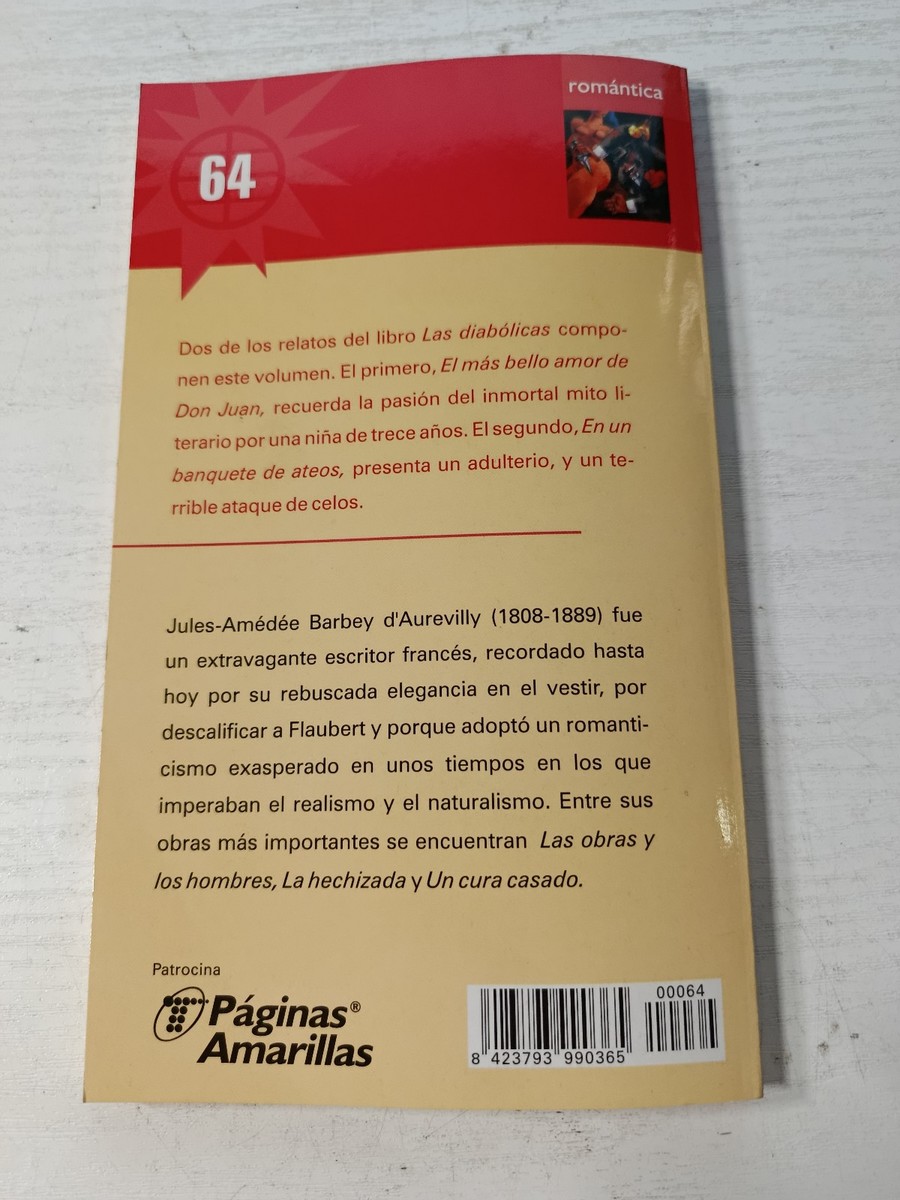 romántica
64
Dos de los relatos del libro Las diabólicas compo-
nen este volumen. El primero, El más bello amor de
Don Juan, recuerda la pasión del inmortal mito li-
terario por una niña de trece años. El segundo, En un
banquete de ateos, presenta un adulterio, y un te-
rrible ataque de celos.
Jules-Amédée Barbey d'Aurevilly (1808-1889) fue
un extravagante escritor francés, recordado hasta
hoy por su rebuscada elegancia en el vestir, por
descalificar a Flaubert y porque adoptó un romanti-
cismo exasperado en unos tiempos en los que
imperaban el realismo y el naturalismo. Entre sus
obras más importantes se encuentran Las obras y
los hombres, La hechizada y Un cura casado.
Patrocina
Páginas®
Amarillas
00064
8 423793 990365